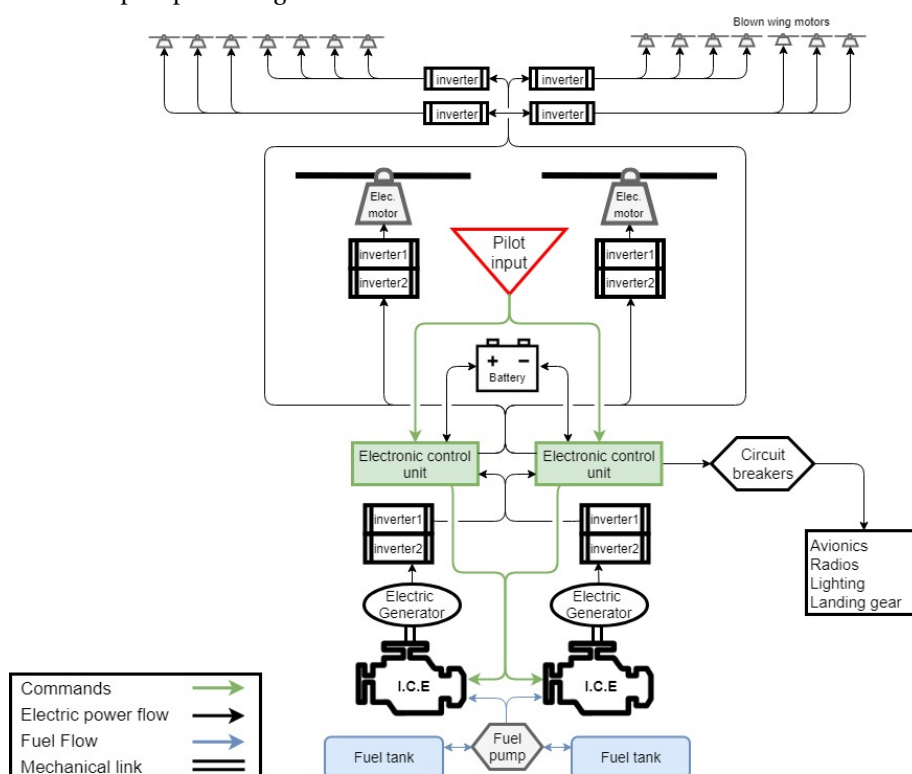 Blown wing motors
inverter
inverter
inverter
inverter
Elec.
motor
Elec.
motor
Pilot
input
inverter1
inverter2
inverter1
inverter2
+ −
Battery
Electronic control
unit
Electronic control
unit
Circuit
breakers
inverter1
inverter2
inverter1
inverter2
Avionics
Radios
Lighting
Landing gear
Electric
Generator
Electric
Generator
I.C.E
I.C.E
Commands
Electric power flow
Fuel Flow
Mechanical link
Fuel tank
Fuel
pump
Fuel tank